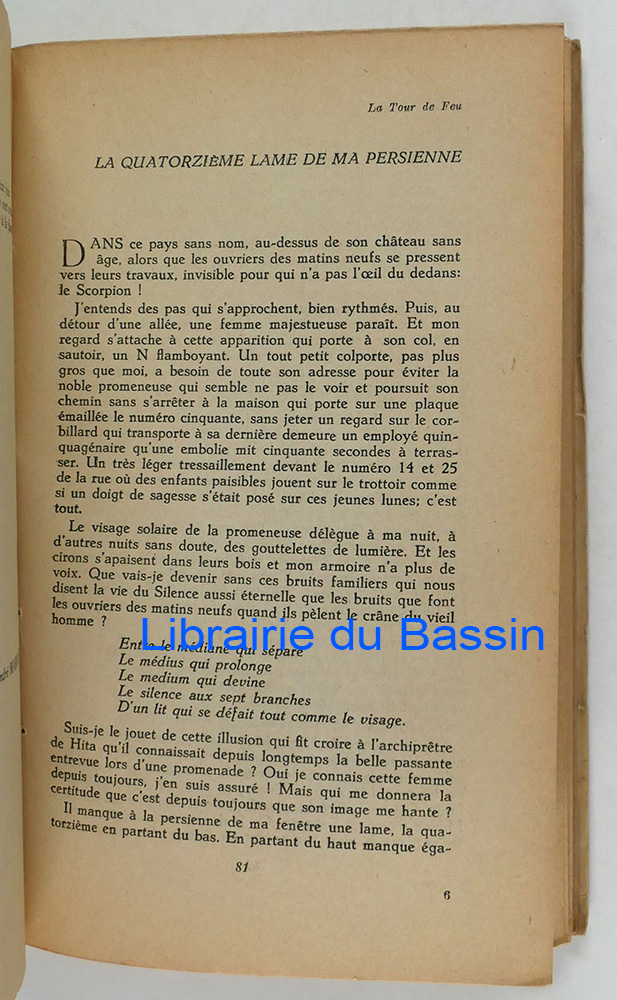 La Tour de Feu
LA QUATORZIÈME LAME DE MA PERSIENNE
DANS ce pays sans nom, au-dessus de son château sans
âge, alors que les ouvriers des matins neufs se pressent
vers leurs travaux, invisible pour qui n'a pas l'œil du dedans:
le Scorpion !
J'entends des pas qui s'approchent, bien rythmés. Puis, au
détour d'une allée, une femme majestueuse paraît. Et mon
regard s'attache à cette apparition qui porte à son col, en
sautoir, un N flamboyant. Un tout petit colporte, pas plus
gros que moi, a besoin de toute son adresse pour éviter la
noble promeneuse qui semble ne pas le voir et poursuit son
chemin sans s'arrêter à la maison qui porte sur une plaque
émaillée le numéro cinquante, sans jeter un regard sur le cor-
billard qui transporte à sa dernière demeure un employé quin-
quagénaire qu'une embolie mit cinquante secondes à terras-
ser. Un très léger tressaillement devant le numéro 14 et 25
de la rue où des enfants paisibles jouent sur le trottoir comme
si un doigt de sagesse s'était posé sur ces jeunes lunes; c'est
tout.
Le visage solaire de la promeneuse délègue à ma nuit, à
d'autres nuits sans doute, des gouttelettes de lumière. Et les
cirons s'apaisent dans leurs bois et mon armoire n'a plus de
voix. Que vais-je devenir sans ces bruits familiers qui nous
disent la vie du Silence aussi éternelle que les bruits que font
les ouvriers des matins neufs quand ils pèlent le crâne du vieil
homme ?
Librairie du Bassin
Entre le médiane qui sépare
Le médius qui prolonge
Le medium qui devine
Le silence aux sept branches
D'un lit qui se défait tout comme le visage.
Suis-je le jouet de cette illusion qui fit croire à l'archiprêtre
de Hita qu'il connaissait depuis longtemps la belle passante
entrevue lors d'une promenade ? Oui je connais cette femme
depuis toujours, j'en suis assuré ! Mais qui me donnera la
certitude que c'est depuis toujours que son image me hante ?
Il manque à la persienne de ma fenêtre une lame, la qua-
torzième en partant du bas. En partant du haut manque éga-
81
6